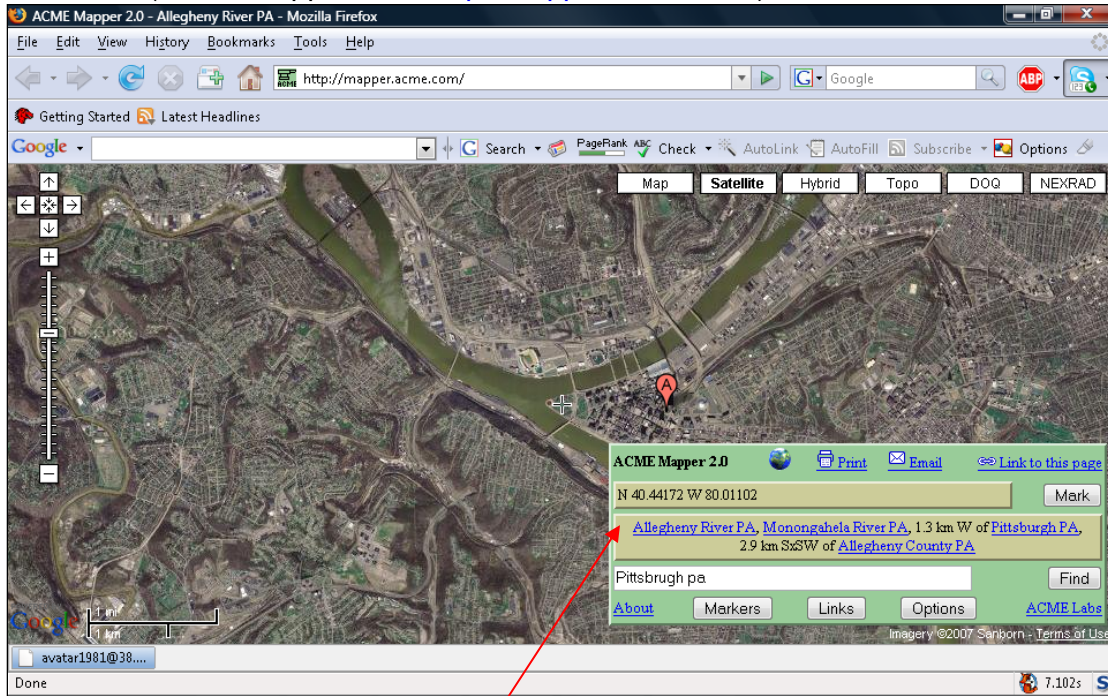 ACME Mapper 2.0 - Allegheny River PA - Mozilla Firefox
File Edit View History Bookmarks Tools Help
ACME http://mapper.acme.com/ G Google ABP
Getting Started Latest Headlines
Google G Search PageRank ABC Check AutoLink AutoFill Subscribe Options
Map Satellite Hybrid Topo DOQ NEXRAD
A
ACME Mapper 2.0 Print Email Link to this page
N 40.44172 W 80.01102 Mark
Allegheny River PA, Monongahela River PA, 1.3 km W of Pittsburgh PA,
2.9 km SxSW of Allegheny County PA
Pittsbrugh pa Find
About Markers Links Options ACME Labs
Google 1 mi
1 km
Imagery ©2007 Sanborn - Terms of Use
avatar1981@38....
Done 7.102s S